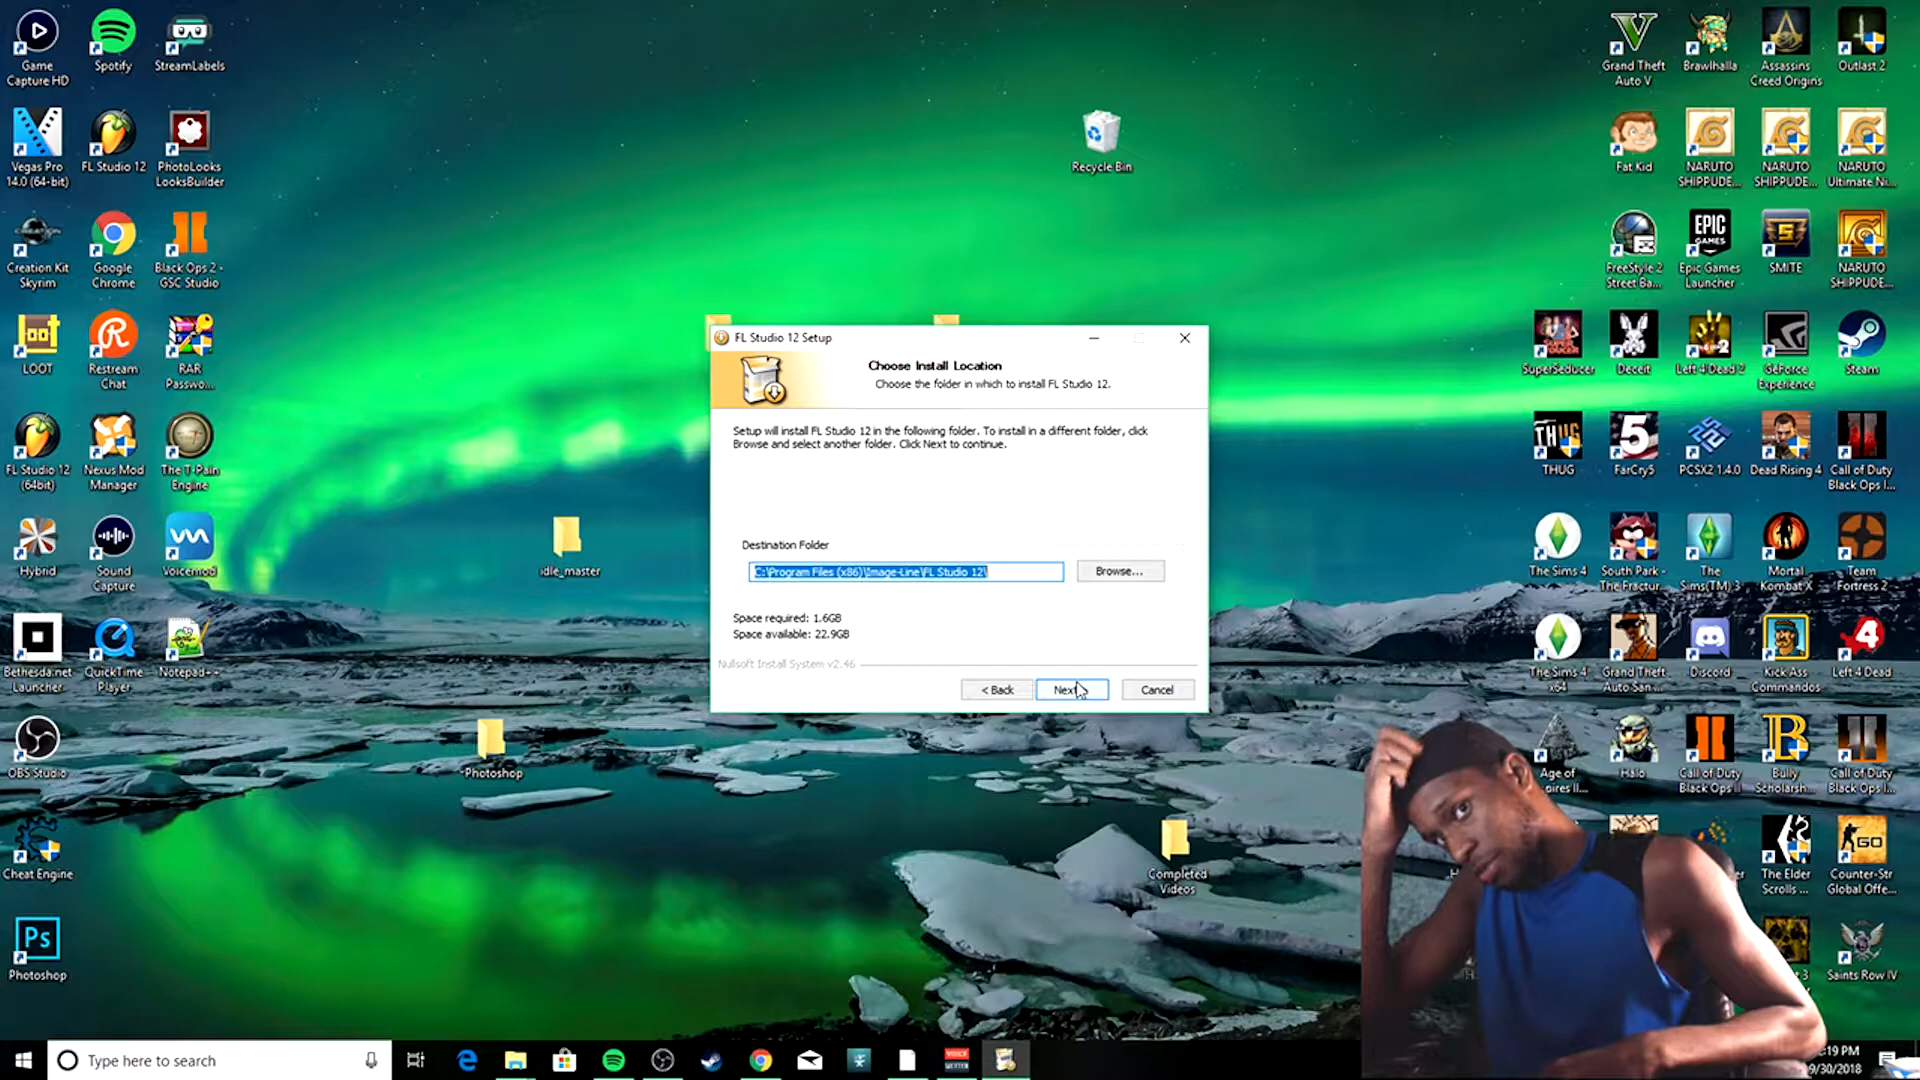 Game
Capture HD
Spotify
StreamLabels
Vegas Pro
14.0 (64-bit)
FL Studio 12
PhotoLooks
LooksBuilder
Creation Kit
Skyrim
Google
Chrome
Black Ops 2 -
GSC Studio
LOOT
Restream
Chat
RAR
Passwo...
FL Studio 12
(64bit)
Nexus Mod
Manager
The T-Pain
Engine
Hybrid
Sound
Capture
Voicemod
Bethesda.net
Launcher
QuickTime
Player
Notepad++
OBS Studio
Cheat Engine
Ps
Photoshop
idle_master
Photoshop
Recycle Bin
Completed
Videos
FL Studio 12 Setup
Choose Install Location
Choose the folder in which to install FL Studio 12.
Setup will install FL Studio 12 in the following folder. To install in a different folder, click
Browse and select another folder. Click Next to continue.
Destination Folder
C:\Program Files (x86)\Image-Line\FL Studio 12\
Browse...
Space required: 1.6GB
Space available: 22.9GB
Nullsoft Install System v2.46
< Back
Next
Cancel
Grand Theft
Auto V
Brawlhalla
Assassins
Creed Origins
Outlast 2
Fat Kid
NARUTO
SHIPPUDE...
NARUTO
SHIPPUDE...
NARUTO
Ultimate Ni...
FreeStyle 2
Street Ba...
EPIC
GAMES
Epic Games
Launcher
SMITE
NARUTO
SHIPPUDE...
SuperSeducer
Deceit
Left 4 Dead 2
GeForce
Experience
Steam
THUG
THUG
5
FarCry5
PCSX2 1.4.0
Dead Rising 4
Call of Duty
Black Ops I...
The Sims 4
South Park -
The Fractur...
The
Sims(TM) 3
Mortal
Kombat X
Team
Fortress 2
The Sims 4
x64
Grand Theft
Auto San ...
Discord
Kick Ass
Commandos
Left 4 Dead
Age of
pires II...
Halo
Call of Duty
Black Ops II
Bully
Scholarsh...
Call of Duty
Black Ops I...
The Elder
Scrolls ...
GO
Counter-Str
Global Offe...
Saints Row IV
Type here to search
:19 PM
9/30/2018